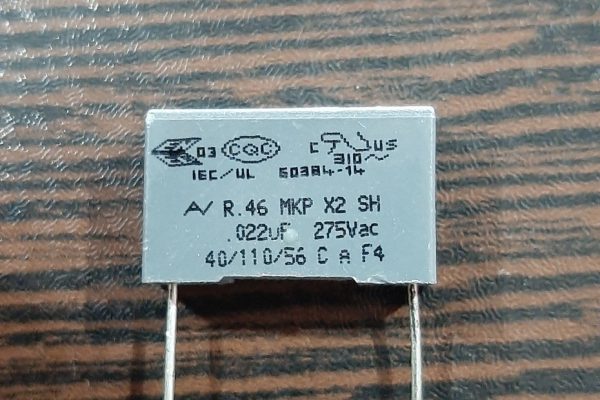 03 CQC c US
310
IEC/UL 60384-14
R.46 MKP X2 SH
.022uF 275Vac
40/110/56 C A F4